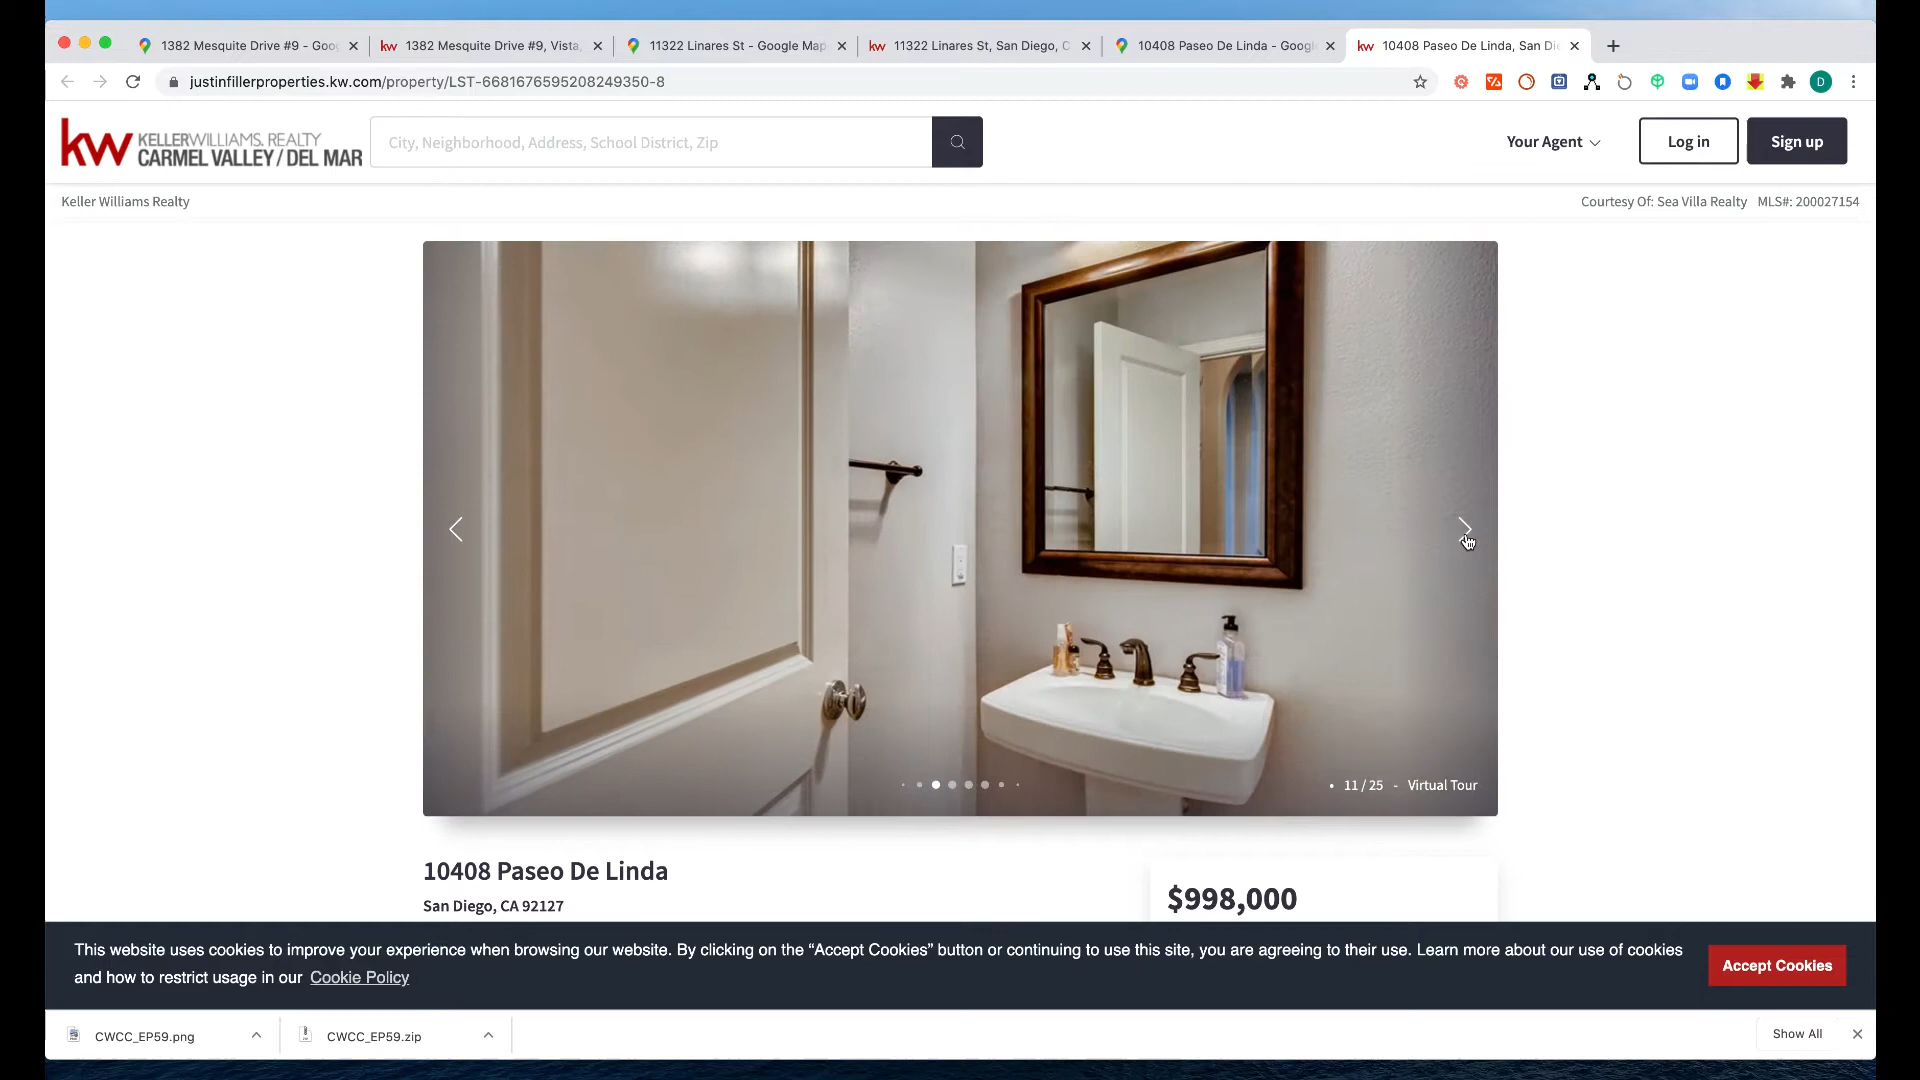 1382 Mesquite Drive #9 - Goo
1382 Mesquite Drive #9, Vista,
11322 Linares St - Google Map
11322 Linares St, San Diego, C
10408 Paseo De Linda - Googl
10408 Paseo De Linda, San Die
justinfillerproperties.kw.com/property/LST-6681676595208249350-8
D
kw KELLERWILLIAMS. REALTY
CARMEL VALLEY / DEL MAR
City, Neighborhood, Address, School District, Zip
Your Agent
Log in
Sign up
Keller Williams Realty
Courtesy Of: Sea Villa Realty MLS#: 200027154
• 11 / 25 - Virtual Tour
10408 Paseo De Linda
San Diego, CA 92127
$998,000
This website uses cookies to improve your experience when browsing our website. By clicking on the “Accept Cookies” button or continuing to use this site, you are agreeing to their use. Learn more about our use of cookies
and how to restrict usage in our Cookie Policy
Accept Cookies
CWCC_EP59.png
CWCC_EP59.zip
Show All